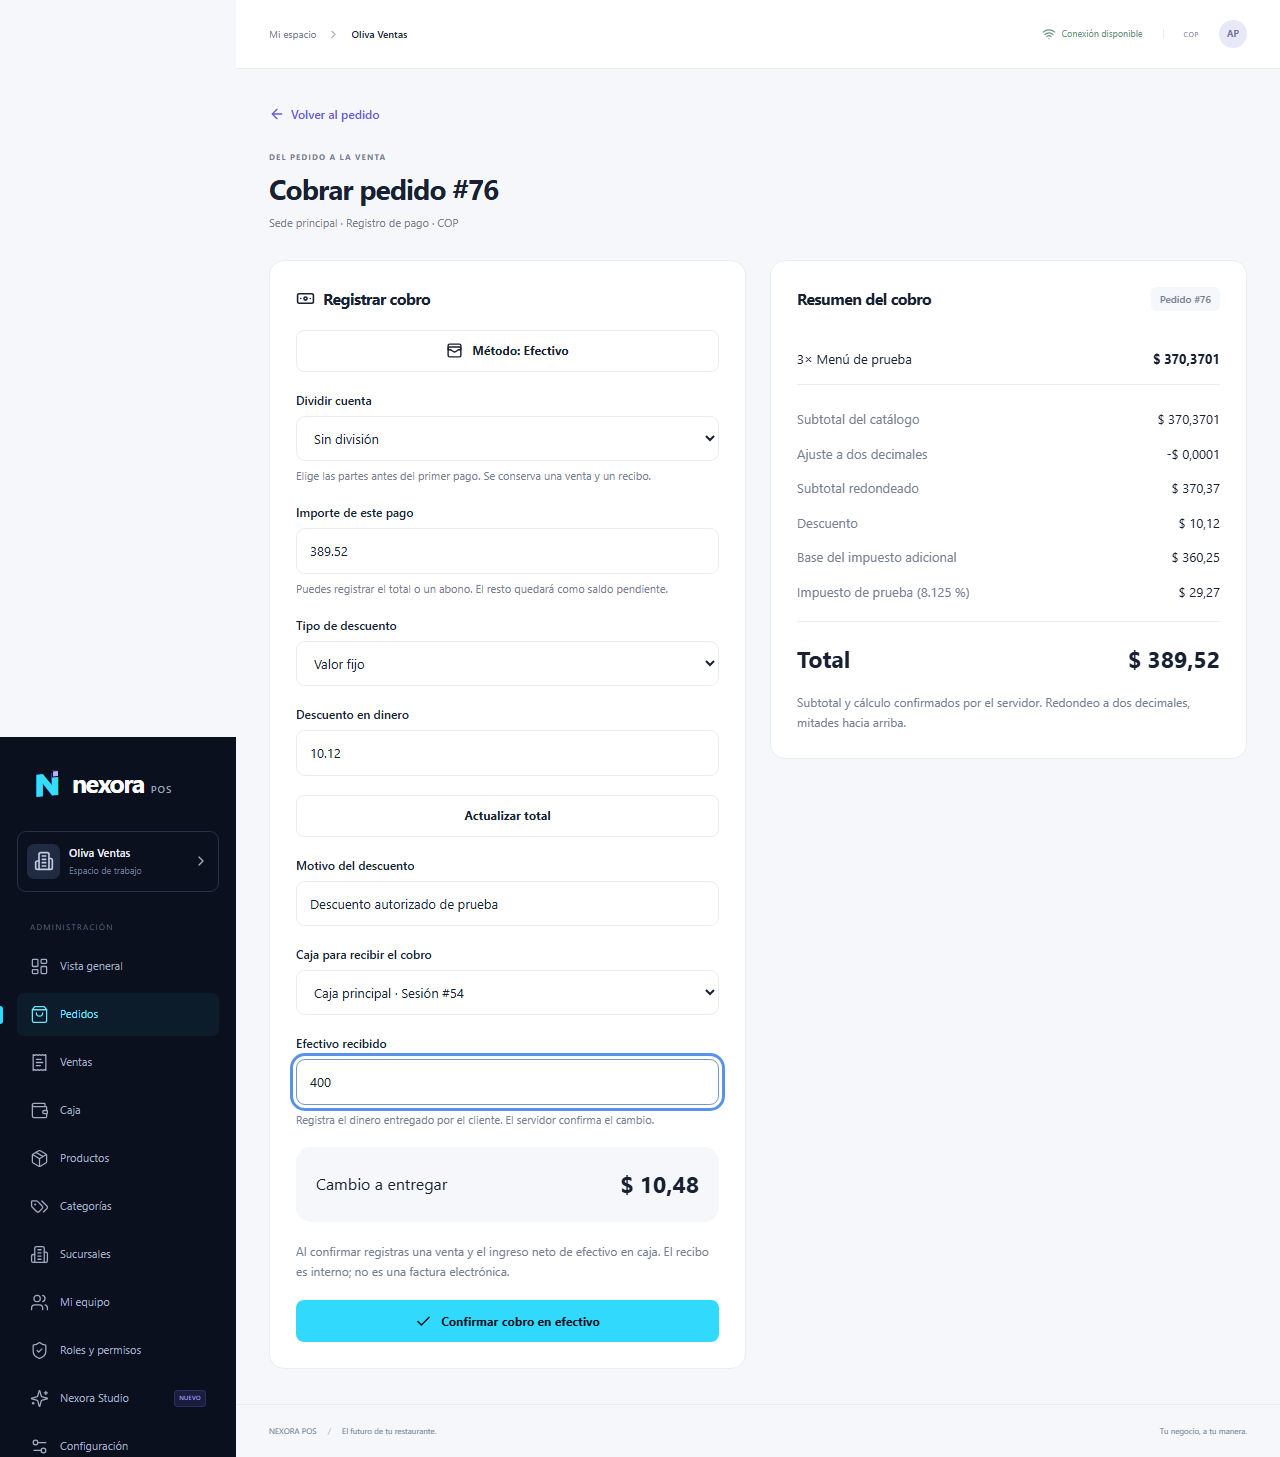 Mi espacio
Oliva Ventas
Conexión disponible
COP
AP
Volver al pedido
DEL PEDIDO A LA VENTA
Cobrar pedido #76
Sede principal · Registro de pago · COP
Registrar cobro
Método: Efectivo
Dividir cuenta
Sin división
Elige las partes antes del primer pago. Se conserva una venta y un recibo.
Importe de este pago
389.52
Puedes registrar el total o un abono. El resto quedará como saldo pendiente.
Tipo de descuento
Valor fijo
Descuento en dinero
10.12
Actualizar total
Motivo del descuento
Descuento autorizado de prueba
Caja para recibir el cobro
Caja principal · Sesión #54
Efectivo recibido
400
Registra el dinero entregado por el cliente. El servidor confirma el cambio.
Cambio a entregar
$ 10,48
Al confirmar registras una venta y el ingreso neto de efectivo en caja. El recibo
es interno; no es una factura electrónica.
Confirmar cobro en efectivo
Resumen del cobro
Pedido #76
3× Menú de prueba
$ 370,3701
Subtotal del catálogo
$ 370,3701
Ajuste a dos decimales
-$ 0,0001
Subtotal redondeado
$ 370,37
Descuento
$ 10,12
Base del impuesto adicional
$ 360,25
Impuesto de prueba (8.125 %)
$ 29,27
Total
$ 389,52
Subtotal y cálculo confirmados por el servidor. Redondeo a dos decimales,
mitades hacia arriba.
nexora POS
Oliva Ventas
Espacio de trabajo
ADMINISTRACIÓN
Vista general
Pedidos
Ventas
Caja
Productos
Categorías
Sucursales
Mi equipo
Roles y permisos
Nexora Studio
NUEVO
Configuración
NEXORA POS / El futuro de tu restaurante.
Tu negocio, a tu manera.